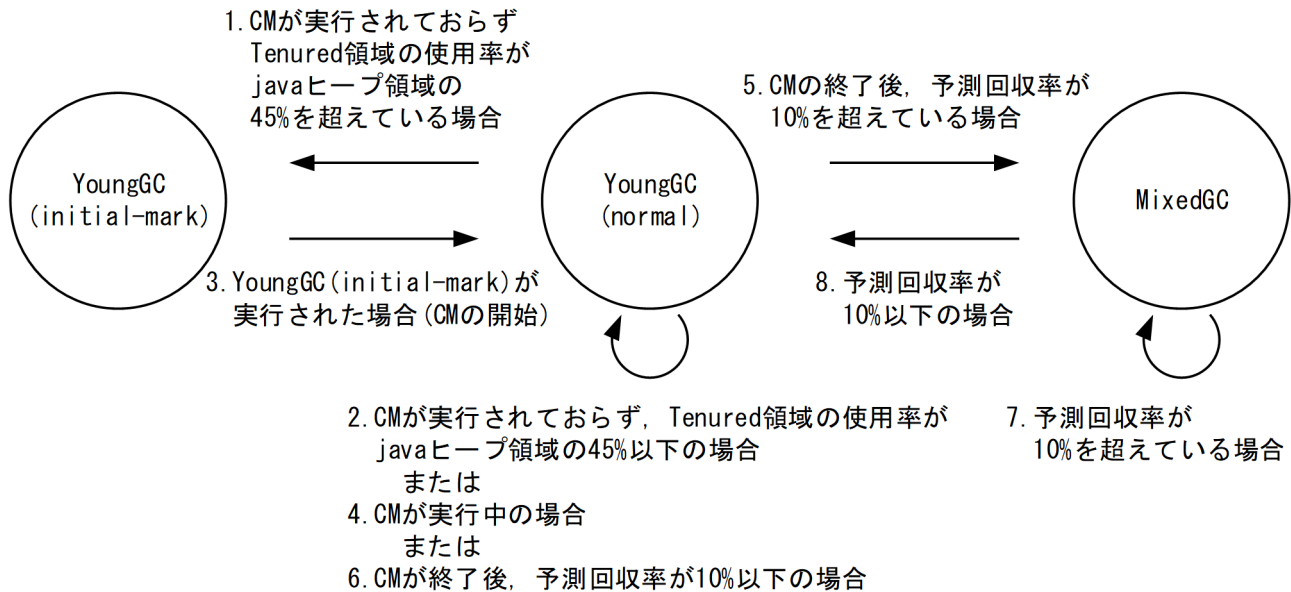 1.CMが実行されておらず
Tenured領域の使用率が
javaヒープ領域の
45%を超えている場合
5.CMの終了後，予測回収率が
10%を超えている場合
YoungGC
(initial-mark)
YoungGC
(normal)
MixedGC
3.YoungGC(initial-mark)が
実行された場合(CMの開始)
8.予測回収率が
10%以下の場合
2.CMが実行されておらず，Tenured領域の使用率が
javaヒープ領域の45%以下の場合
または
4.CMが実行中の場合
または
6.CMが終了後，予測回収率が10%以下の場合
7.予測回収率が
10%を超えている場合